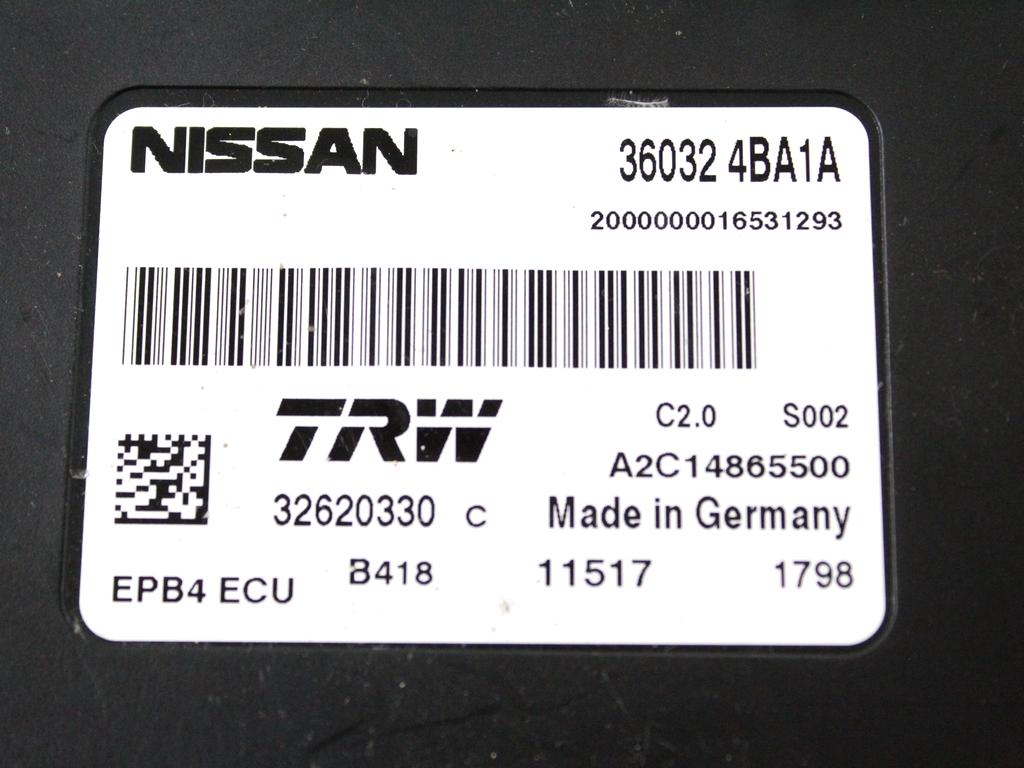 NISSAN 36032 4BA1A
2000000016531293
TRW C2.0 S002
A2C14865500
32620330 C Made in Germany
EPB4 ECU B418 11517 1798